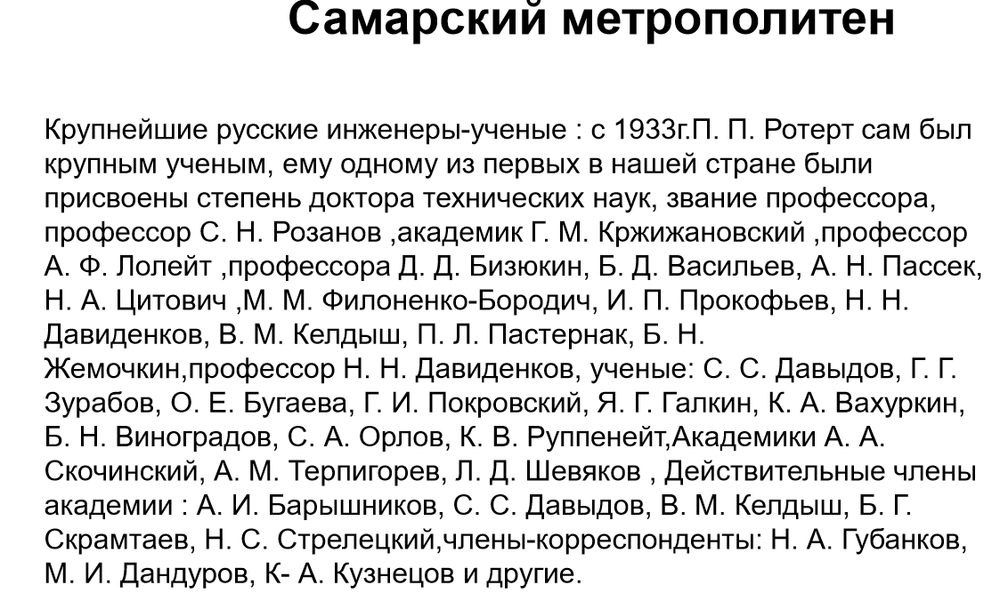 Самарский метрополитен
Крупнейшие русские инженеры-ученые : с 1933г.П. П. Ротерт сам был
крупным ученым, ему одному из первых в нашей стране были
присвоены степень доктора технических наук, звание профессора,
профессор С. Н. Розанов ,академик Г. М. Кржижановский ,профессор
А. Ф. Лолейт ,профессора Д. Д. Бизюкин, Б. Д. Васильев, А. Н. Пассек,
Н. А. Цитович ,М. М. Филоненко-Бородич, И. П. Прокофьев, Н. Н.
Давиденков, В. М. Келдыш, П. Л. Пастернак, Б. Н.
Жемочкин,профессор Н. Н. Давиденков, ученые: С. С. Давыдов, Г. Г.
Зурабов, О. Е. Бугаева, Г. И. Покровский, Я. Г. Галкин, К. А. Вахуркин,
Б. Н. Виноградов, С. А. Орлов, К. В. Руппенейт,Академики А. А.
Скочинский, А. М. Терпигорев, Л. Д. Шевяков , Действительные члены
академии : А. И. Барышников, С. С. Давыдов, В. М. Келдыш, Б. Г.
Скрамтаев, Н. С. Стрелецкий,члены-корреспонденты: Н. А. Губанков,
М. И. Дандуров, К- А. Кузнецов и другие.